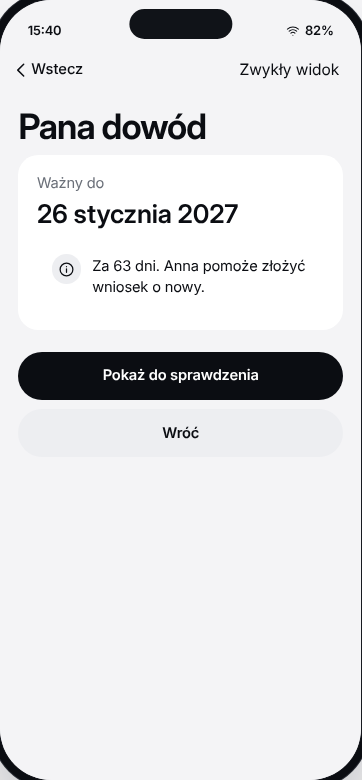 15:40
82%
Wstecz
Zwykły widok
Pana dowód
Ważny do
26 stycznia 2027
Za 63 dni. Anna pomoże złożyć
wniosek o nowy.
Pokaż do sprawdzenia
Wróć